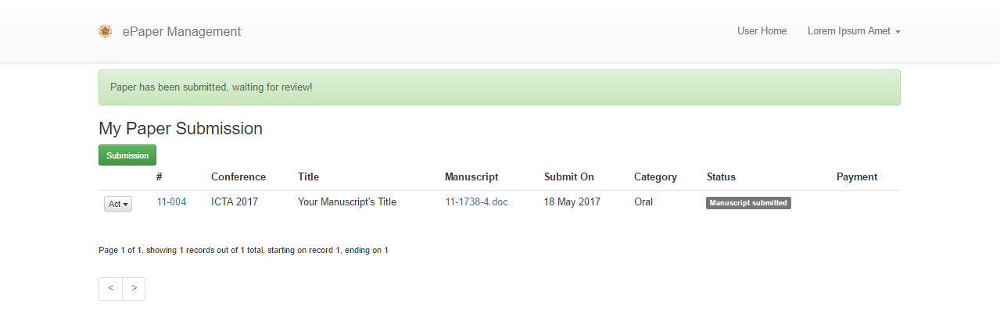 ePaper Management User Home Lorem Ipsum Amet
Paper has been submitted, waiting for review!
My Paper Submission
Submission
# Conference Title Manuscript Submit On Category Status Payment
Act 11-004 ICTA 2017 Your Manuscript's Title 11-1738-4.doc 18 May 2017 Oral Manuscript submitted
Page 1 of 1, showing 1 records out of 1 total, starting on record 1, ending on 1
< >